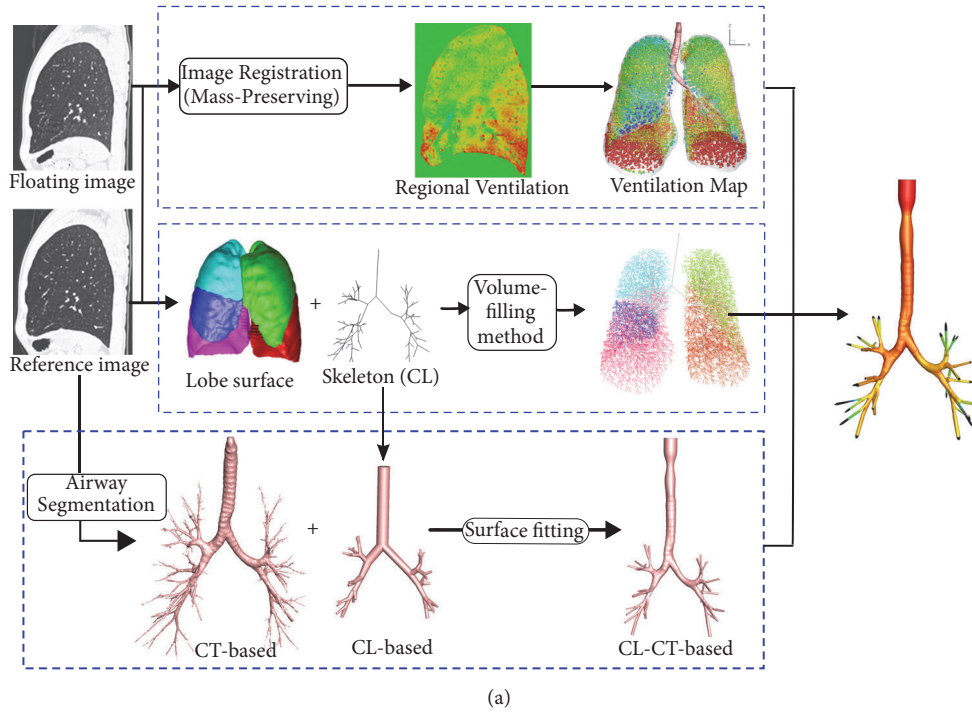 Floating image
Image Registration
(Mass-Preserving)
Regional Ventilation
z
x
Ventilation Map
Reference image
Lobe surface
+
Skeleton (CL)
Volume-
filling
method
Airway
Segmentation
CT-based
+
CL-based
Surface fitting
CL-CT-based
(a)